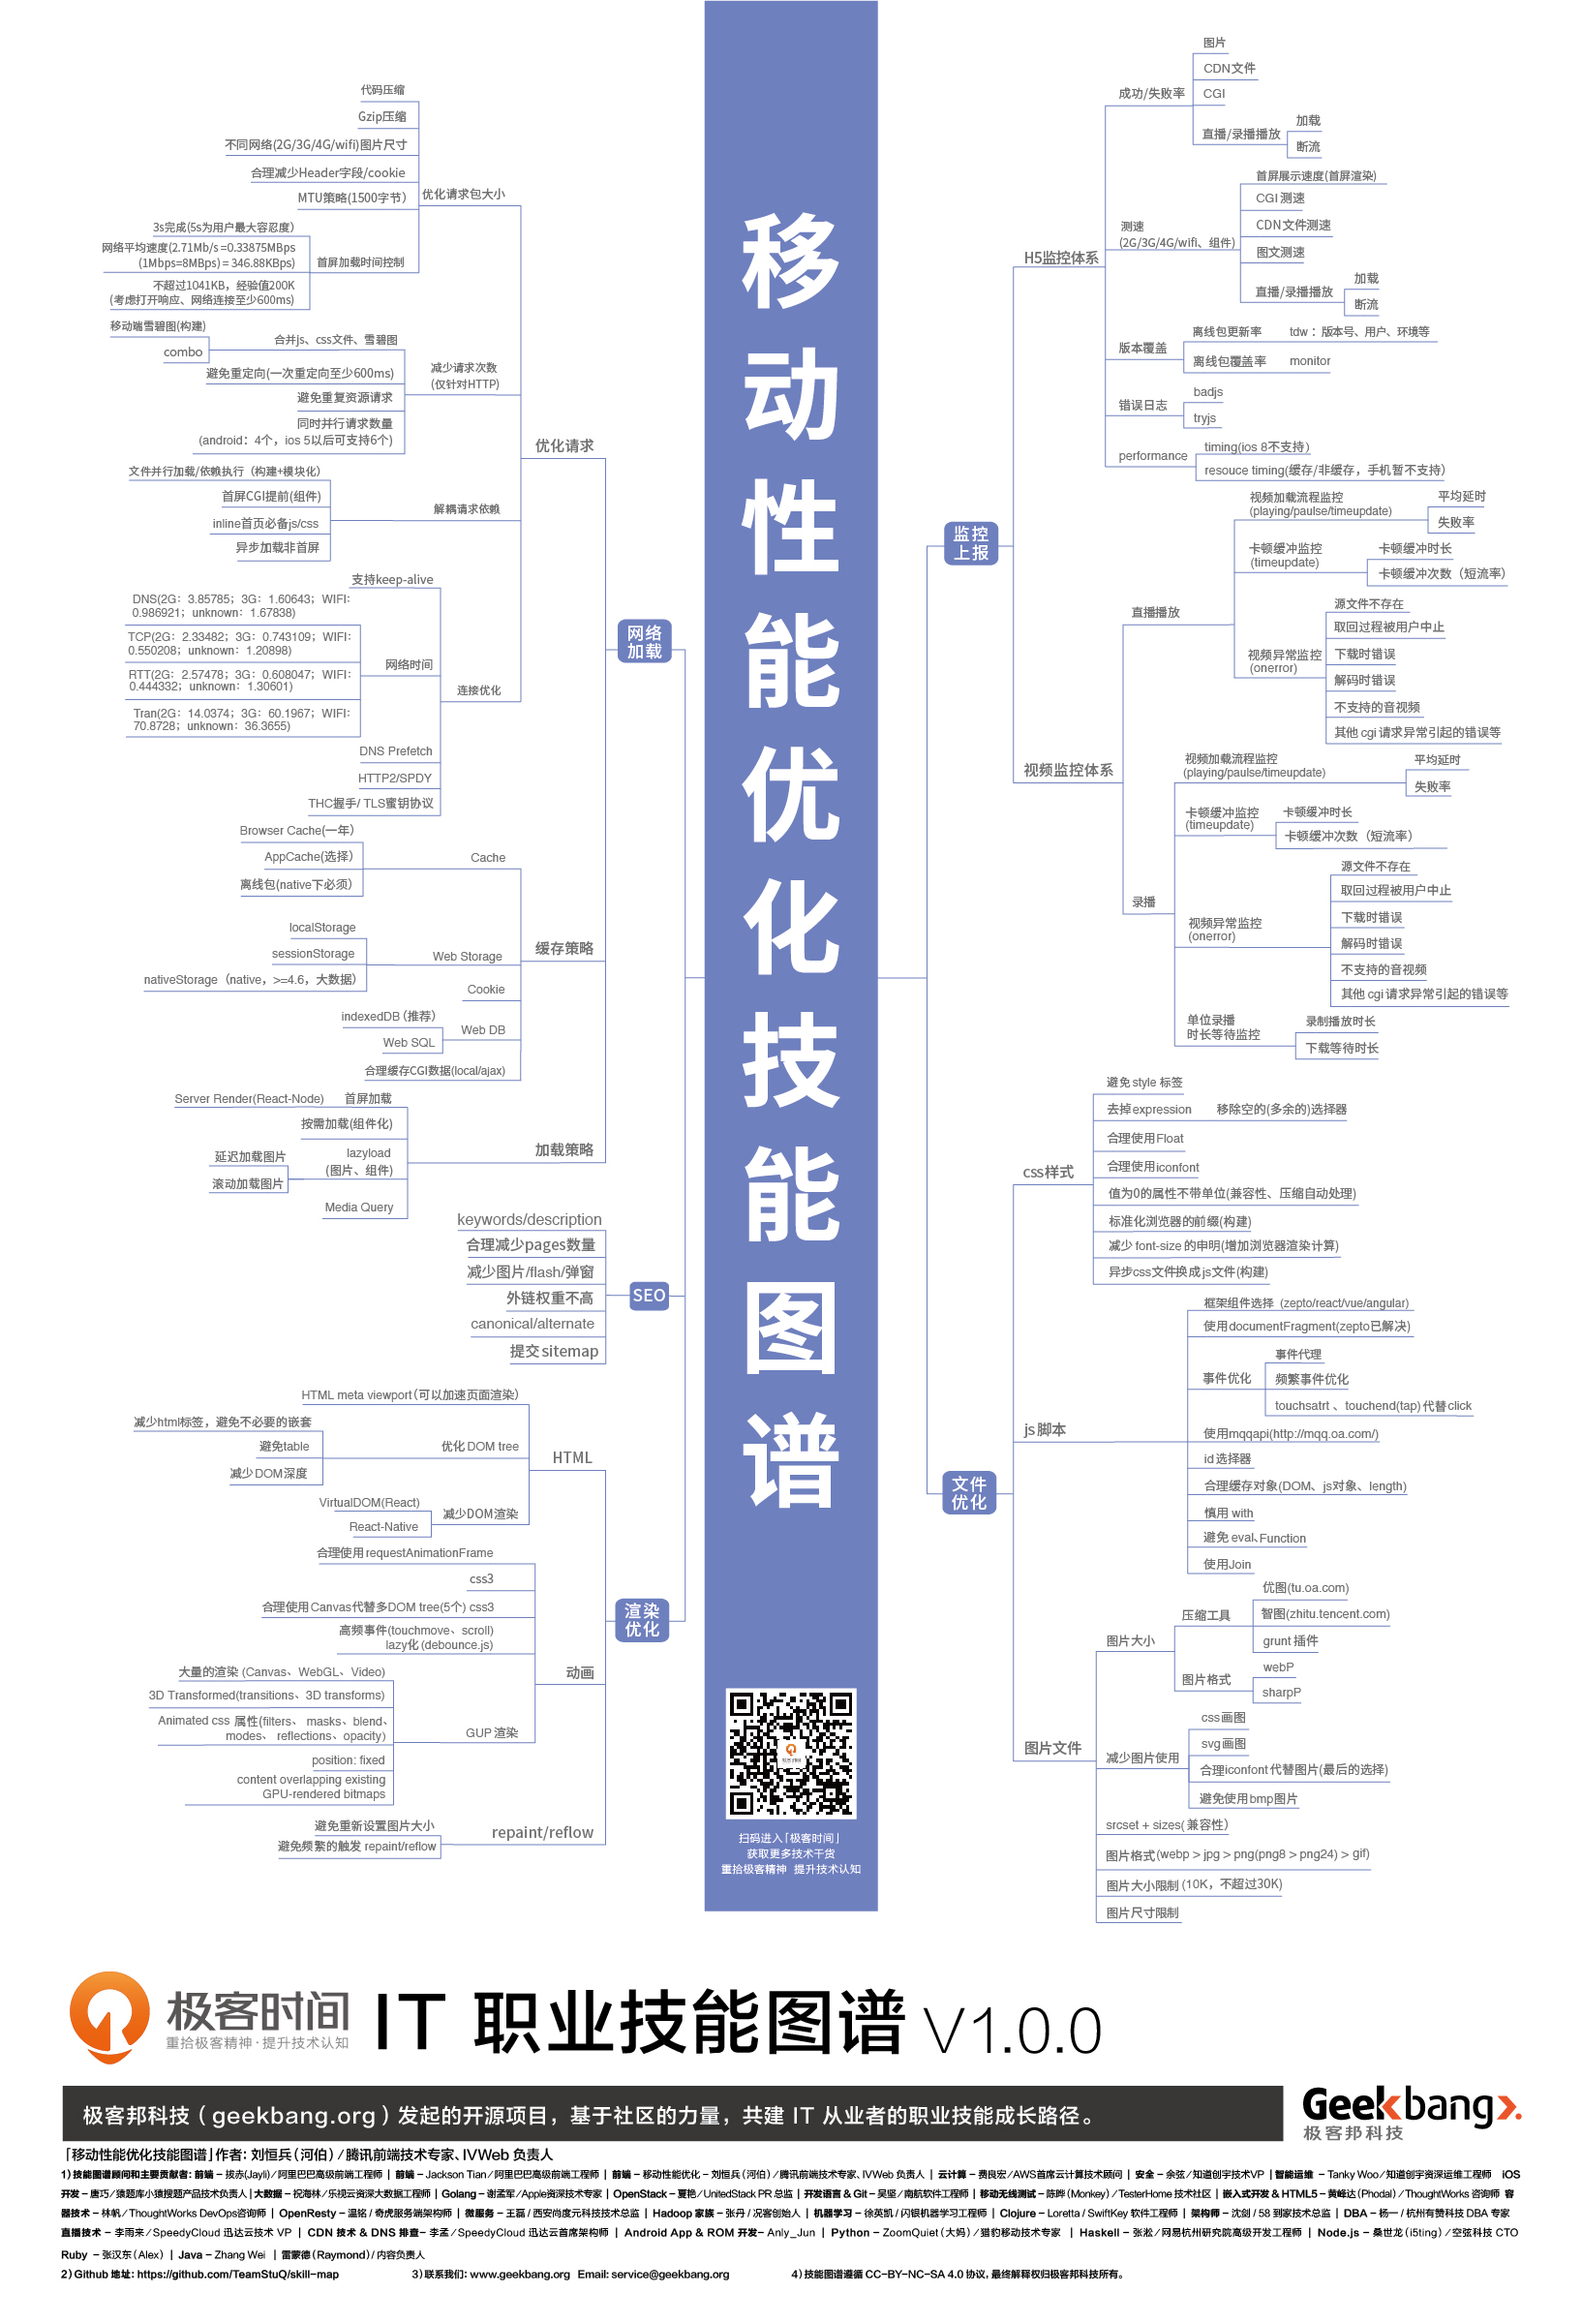 移动性能优化技能图谱
扫码进入「极客时间」
获取更多技术干货
重拾极客精神 提升技术认知
网络
加载
优化请求
优化请求包大小
代码压缩
Gzip压缩
不同网络(2G/3G/4G/wifi)图片尺寸
合理减少Header字段/cookie
MTU策略(1500字节）
首屏加载时间控制
3s完成(5s为用户最大容忍度）
网络平均速度(2.71Mb/s =0.33875MBps
(1Mbps=8MBps) = 346.88KBps)
不超过1041KB，经验值200K
(考虑打开响应、网络连接至少600ms)
减少请求次数
(仅针对HTTP)
合并js、css文件、雪碧图
移动端雪碧图(构建)
combo
避免重定向(一次重定向至少600ms)
避免重复资源请求
同时并行请求数量
(android：4个，ios 5以后可支持6个)
解耦请求依赖
文件并行加载/依赖执行（构建+模块化）
首屏CGI提前(组件)
inline首页必备js/css
异步加载非首屏
连接优化
支持keep-alive
网络时间
DNS(2G：3.85785；3G：1.60643；WIFI：
0.986921；unknown：1.67838)
TCP(2G：2.33482；3G：0.743109；WIFI：
0.550208；unknown：1.20898)
RTT(2G：2.57478；3G：0.608047；WIFI：
0.444332；unknown：1.30601)
Tran(2G：14.0374；3G：60.1967；WIFI：
70.8728；unknown：36.3655)
DNS Prefetch
HTTP2/SPDY
THC握手/ TLS蜜钥协议
缓存策略
Cache
Browser Cache(一年）
AppCache(选择）
离线包(native下必须）
Web Storage
localStorage
sessionStorage
nativeStorage（native，>=4.6，大数据）
Cookie
Web DB
indexedDB（推荐）
Web SQL
合理缓存CGI数据(local/ajax)
加载策略
Server Render(React-Node) 首屏加载
按需加载(组件化)
lazyload
(图片、组件)
延迟加载图片
滚动加载图片
Media Query
SEO
keywords/description
合理减少pages数量
减少图片/flash/弹窗
外链权重不高
canonical/alternate
提交sitemap
渲染
优化
HTML
HTML meta viewport（可以加速页面渲染）
优化 DOM tree
减少html标签，避免不必要的嵌套
避免table
减少DOM深度
减少DOM渲染
VirtualDOM(React)
React-Native
动画
合理使用requestAnimationFrame
css3
合理使用Canvas代替多DOM tree(5个) css3
高频事件(touchmove、scroll)
lazy化 (debounce.js)
GUP 渲染
大量的渲染 (Canvas、WebGL、Video)
3D Transformed(transitions、3D transforms)
Animated css 属性(filters、 masks、blend、
modes、 reflections、opacity)
position: fixed
content overlapping existing
GPU-rendered bitmaps
repaint/reflow
避免重新设置图片大小
避免频繁的触发 repaint/reflow
监控
上报
H5监控体系
成功/失败率
图片
CDN文件
CGI
直播/录播播放
加载
断流
测速
(2G/3G/4G/wifi、组件)
首屏展示速度(首屏渲染)
CGI 测速
CDN文件测速
图文测速
直播/录播播放
加载
断流
版本覆盖
离线包更新率 tdw： 版本号、用户、环境等
离线包覆盖率 monitor
错误日志
badjs
tryjs
performance
timing(ios 8不支持)
resouce timing(缓存/非缓存，手机暂不支持）
视频监控体系
直播播放
视频加载流程监控
(playing/paulse/timeupdate)
平均延时
失败率
卡顿缓冲监控
(timeupdate)
卡顿缓冲时长
卡顿缓冲次数（短流率）
视频异常监控
(onerror)
源文件不存在
取回过程被用户中止
下载时错误
解码时错误
不支持的音视频
其他 cgi 请求异常引起的错误等
录播
视频加载流程监控
(playing/paulse/timeupdate)
平均延时
失败率
卡顿缓冲监控
(timeupdate)
卡顿缓冲时长
卡顿缓冲次数（短流率）
视频异常监控
(onerror)
源文件不存在
取回过程被用户中止
下载时错误
解码时错误
不支持的音视频
其他 cgi 请求异常引起的错误等
单位录播
时长等待监控
录制播放时长
下载等待时长
文件
优化
css样式
避免 style 标签
去掉expression 移除空的(多余的)选择器
合理使用Float
合理使用iconfont
值为0的属性不带单位(兼容性、压缩自动处理)
标准化浏览器的前缀(构建)
减少 font-size 的申明(增加浏览器渲染计算)
异步css文件换成js文件(构建)
js 脚本
框架组件选择 (zepto/react/vue/angular)
使用documentFragment(zepto已解决)
事件优化
事件代理
频繁事件优化
touchsatrt 、touchend(tap)代替click
使用mqqapi(http://mqq.oa.com/)
id 选择器
合理缓存对象(DOM、js对象、length)
慎用 with
避免 eval、Function
使用Join
图片文件
图片大小
压缩工具
优图(tu.oa.com)
智图(zhitu.tencent.com)
grunt 插件
图片格式
webP
sharpP
减少图片使用
css画图
svg画图
合理iconfont代替图片(最后的选择)
避免使用bmp图片
srcset + sizes( 兼容性）
图片格式(webp > jpg > png(png8 > png24) > gif)
图片大小限制 (10K，不超过30K)
图片尺寸限制
极客时间
重拾极客精神·提升技术认知
IT 职业技能图谱 V1.0.0
极客邦科技（geekbang.org）发起的开源项目，基于社区的力量，共建 IT 从业者的职业技能成长路径。
Geekbang>.
极客邦科技
「移动性能优化技能图谱」作者：刘恒兵（河伯）/腾讯前端技术专家、IVWeb 负责人
1）技能图谱顾问和主要贡献者：前端 – 拔赤(Jayli)/阿里巴巴高级前端工程师 | 前端 – Jackson Tian/阿里巴巴高级前端工程师 | 前端 – 移动性能优化 – 刘恒兵（河伯）/腾讯前端技术专家、IVWeb 负责人 | 云计算 – 费良宏/AWS首席云计算技术顾问 | 安全 – 余弦/知道创宇技术VP | 智能运维 – Tanky Woo/知道创宇资深运维工程师 iOS
开发 – 唐巧/猿题库小猿搜题产品技术负责人 | 大数据 – 祝海林/乐视云资深大数据工程师 | Golang – 谢孟军/Apple资深技术专家 | OpenStack – 夏艳/UnitedStack PR 总监 | 开发语言 & Git – 吴坚/南航软件工程师 | 移动无线测试 – 陈晔（Monkey）/TesterHome 技术社区 | 嵌入式开发 & HTML5 – 黄峰达（Phodal）/ThoughtWorks 咨询师 容
器技术 – 林帆/ThoughtWorks DevOps咨询师 | OpenResty – 温铭/奇虎服务端架构师 | 微服务 – 王磊/西安尚度元科技技术总监 | Hadoop 家族 – 张丹/况客创始人 | 机器学习 – 徐英凯/闪银机器学习工程师 | Clojure – Loretta/SwiftKey 软件工程师 | 架构师 – 沈剑/58 到家技术总监 | DBA – 杨一/杭州有赞科技 DBA 专家
直播技术 – 李雨来/SpeedyCloud 迅达云技术 VP | CDN 技术 & DNS 排查– 李孟/SpeedyCloud 迅达云首席架构师 | Android App & ROM 开发– Anly_Jun | Python – ZoomQuiet（大妈）/猎豹移动技术专家 | Haskell – 张淞/网易杭州研究院高级开发工程师 | Node.js – 桑世龙（i5ting）/空弦科技 CTO
Ruby – 张汉东（Alex） | Java – Zhang Wei | 雷蒙德（Raymond）/内容负责人
2）Github 地址：https://github.com/TeamStuQ/skill-map 3）联系我们：www.geekbang.org Email: service@geekbang.org 4）技能图谱遵循 CC-BY-NC-SA 4.0 协议，最终解释权归极客邦科技所有。